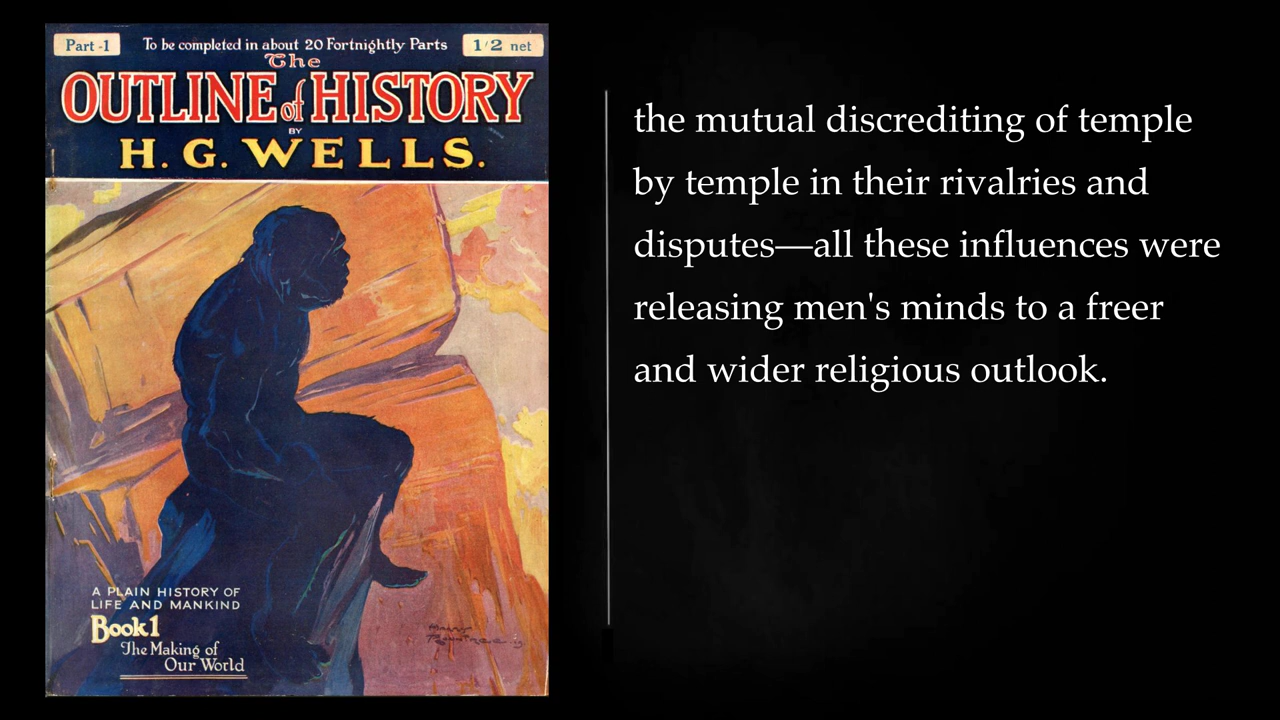 Part -1
To be completed in about 20 Fortnightly Parts
1/2 net
The
OUTLINE of HISTORY
BY
H. G. WELLS.
A PLAIN HISTORY OF
LIFE AND MANKIND
Book 1
The Making of
Our World
the mutual discrediting of temple
by temple in their rivalries and
disputes—all these influences were
releasing men's minds to a freer
and wider religious outlook.